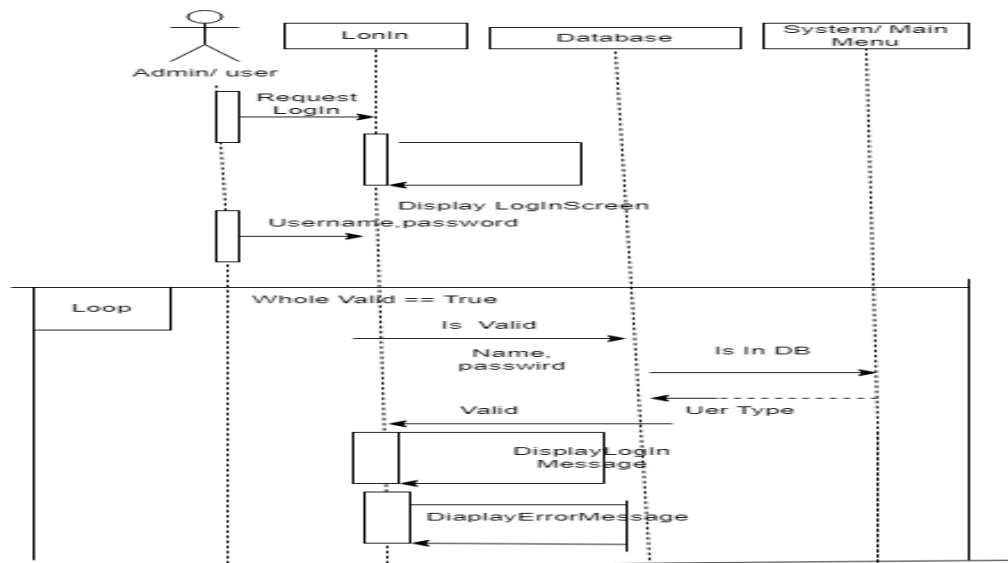 LonIn
Database
System/ Main
Menu
Admin/ user
Request
LogIn
Display LogInScreen
Username,password
Loop
Whole Valid == True
Is Valid
Name,
passwird
Is In DB
Uer Type
Valid
DisplayLogIn
Message
DiaplayErrorMessage